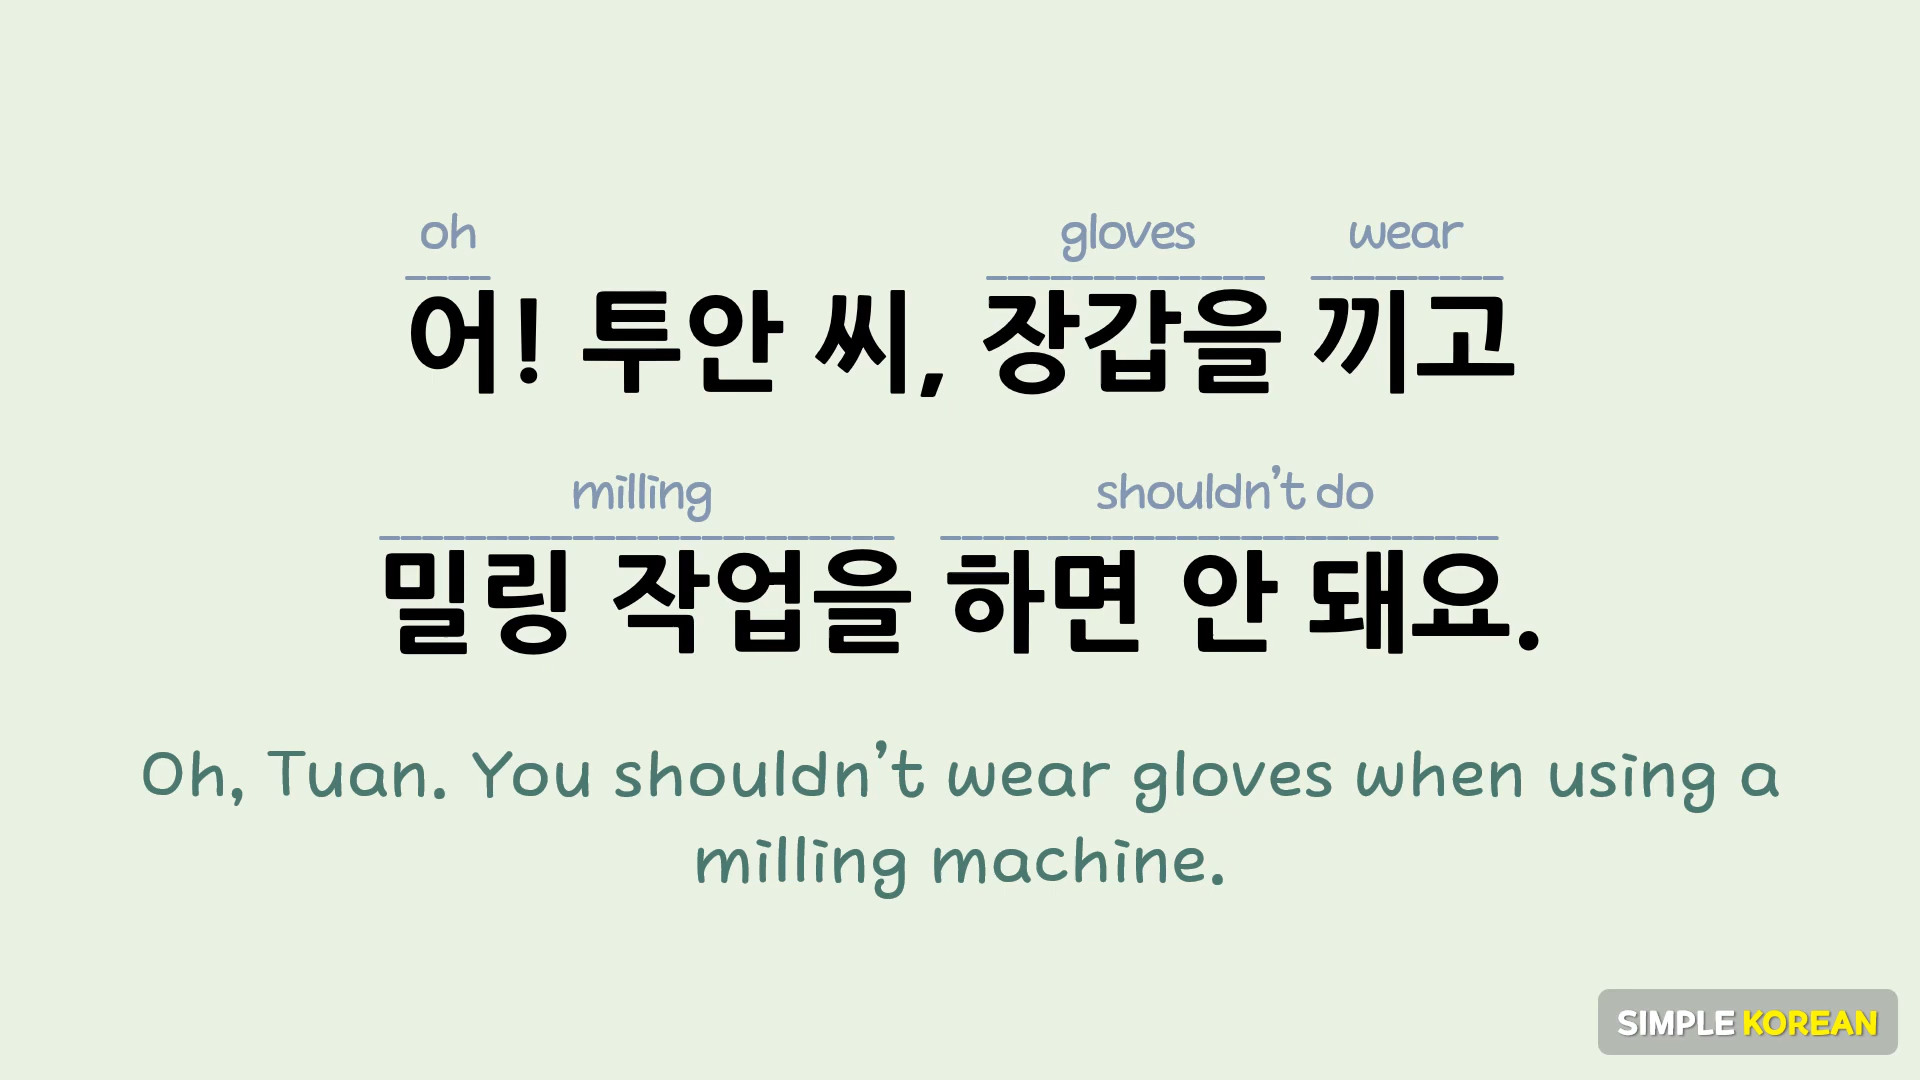 oh gloves wear
어! 투안 씨, 장갑을 끼고
milling shouldn’t do
밀링 작업을 하면 안 돼요.
Oh, Tuan. You shouldn’t wear gloves when using a
milling machine.
SIMPLE KOREAN